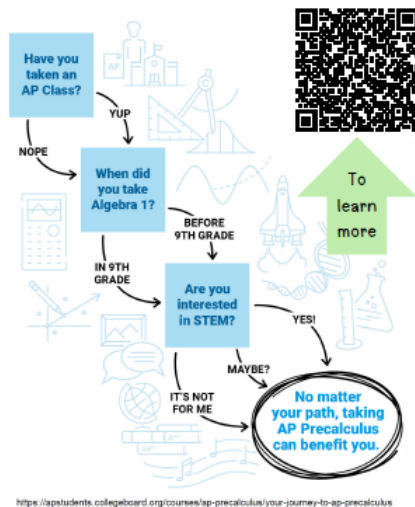 Have you
taken an
AP Class?
AP
YUP
NOPE
To
learn
more
When did
you take
Algebra 1?
BEFORE
9TH GRADE
IN 9TH
GRADE
Are you
interested
in STEM?
YES!
MAYBE?
IT'S NOT
FOR ME
No matter
your path, taking
AP Precalculus
can benefit you.
https://apstudents.collegeboard.org/courses/ap-precalculus/your-journey-to-ap-precalculus